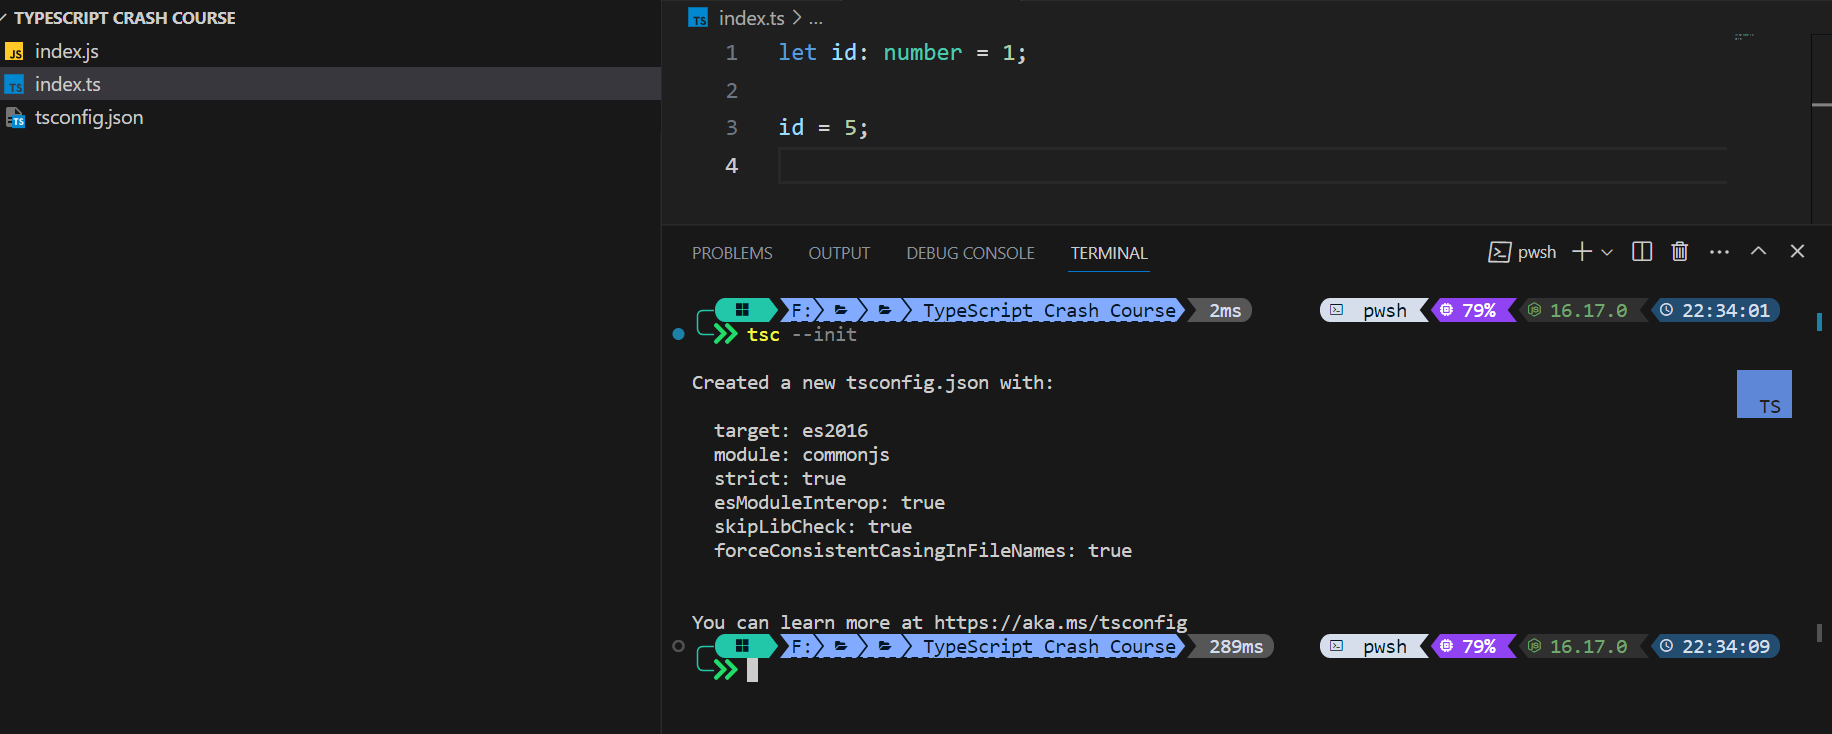 TYPESCRIPT CRASH COURSE
JS index.js
TS index.ts
TS tsconfig.json
TS index.ts > ...
1 let id: number = 1;
2
3 id = 5;
4
PROBLEMS OUTPUT DEBUG CONSOLE TERMINAL pwsh
F: TypeScript Crash Course 2ms pwsh 79% 16.17.0 22:34:01
tsc --init
Created a new tsconfig.json with:
TS
target: es2016
module: commonjs
strict: true
esModuleInterop: true
skipLibCheck: true
forceConsistentCasingInFileNames: true
You can learn more at https://aka.ms/tsconfig
F: TypeScript Crash Course 289ms pwsh 79% 16.17.0 22:34:09